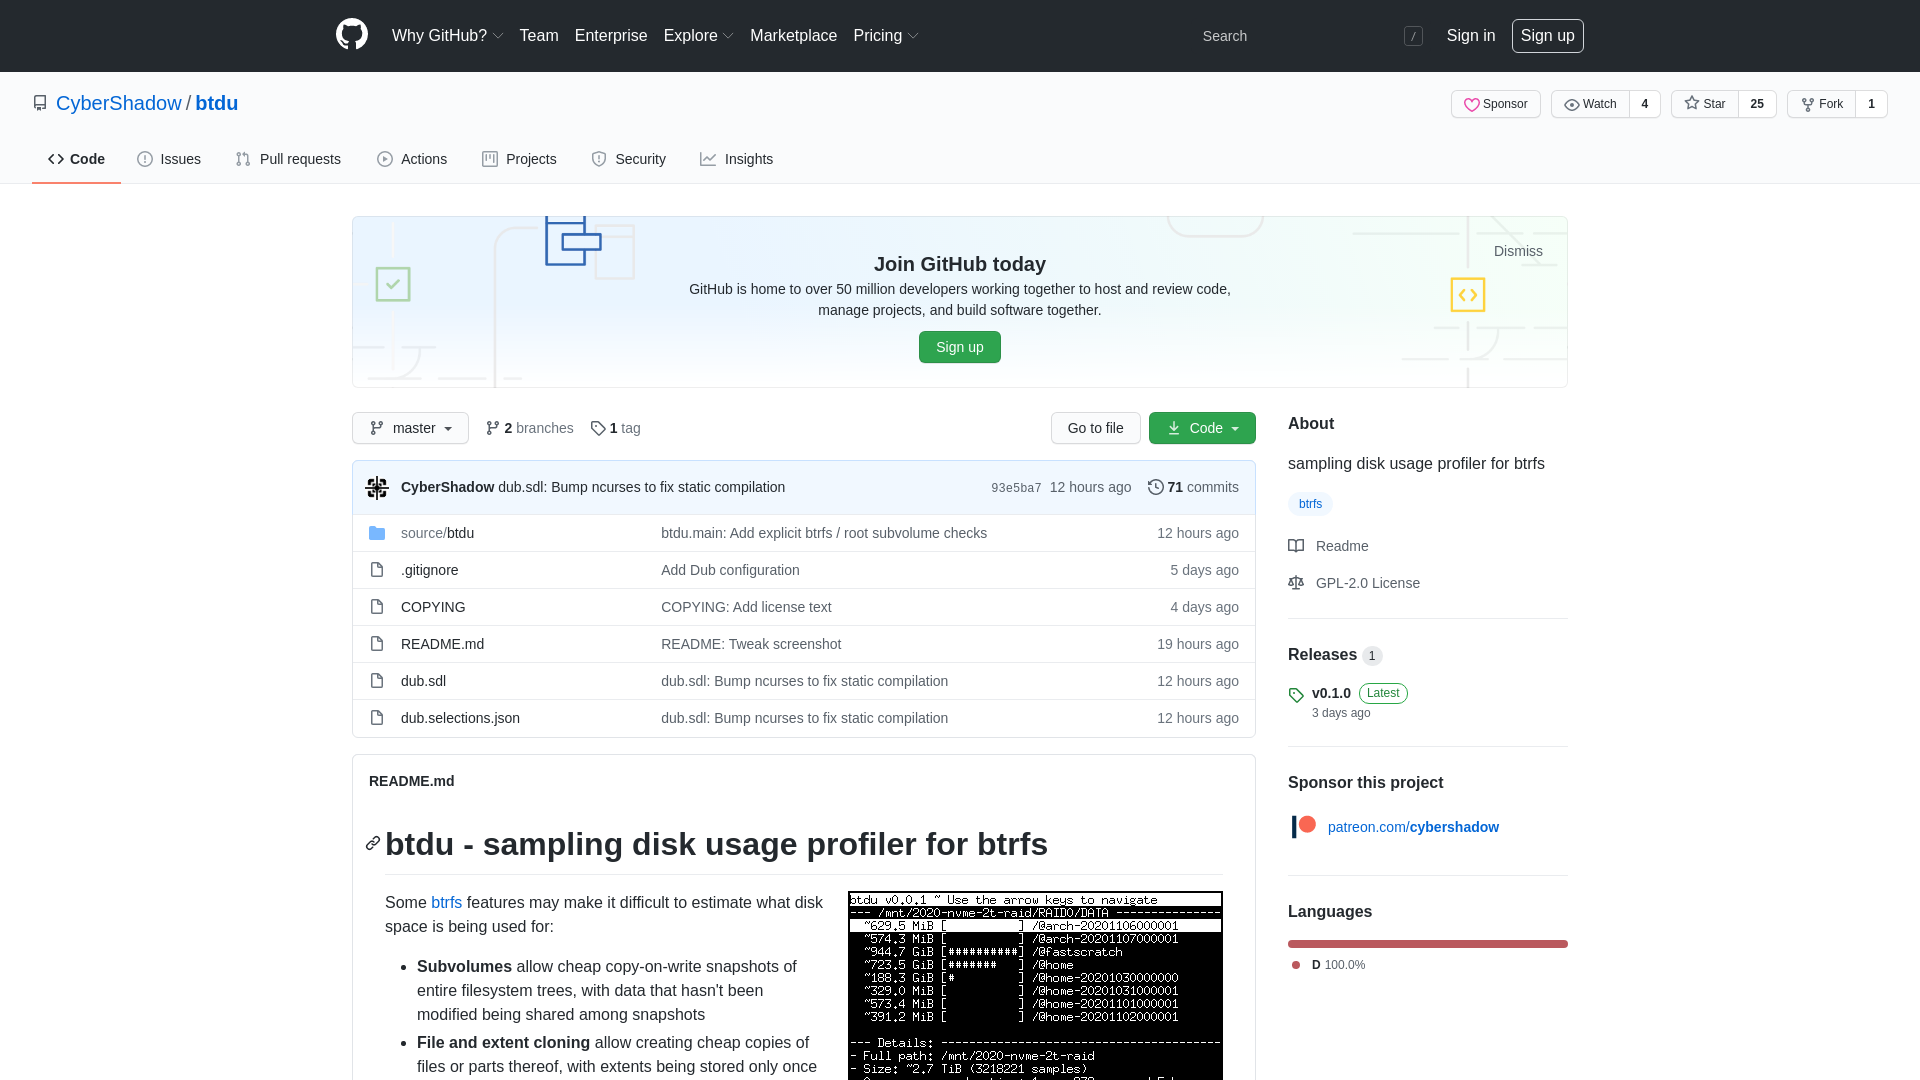 Why GitHub? Team Enterprise Explore Marketplace Pricing Search / Sign in Sign up
CyberShadow / btdu
Sponsor Watch 4 Star 25 Fork 1
Code Issues Pull requests Actions Projects Security Insights
Dismiss
Join GitHub today
GitHub is home to over 50 million developers working together to host and review code,
manage projects, and build software together.
Sign up
master 2 branches 1 tag Go to file Code
CyberShadow dub.sdl: Bump ncurses to fix static compilation 93e5ba7 12 hours ago 71 commits
source/btdu btdu.main: Add explicit btrfs / root subvolume checks 12 hours ago
.gitignore Add Dub configuration 5 days ago
COPYING COPYING: Add license text 4 days ago
README.md README: Tweak screenshot 19 hours ago
dub.sdl dub.sdl: Bump ncurses to fix static compilation 12 hours ago
dub.selections.json dub.sdl: Bump ncurses to fix static compilation 12 hours ago
README.md
btdu - sampling disk usage profiler for btrfs
Some btrfs features may make it difficult to estimate what disk
space is being used for:
Subvolumes allow cheap copy-on-write snapshots of
entire filesystem trees, with data that hasn't been
modified being shared among snapshots
File and extent cloning allow creating cheap copies of
files or parts thereof, with extents being stored only once
btdu v0.0.1 ~ Use the arrow keys to navigate
--- /mnt/2020-nvme-2t-raid/RAID0/DATA ---------------
~629.5 MiB [          ] /@arch-20201106000001
~574.3 MiB [          ] /@arch-20201107000001
~944.7 GiB [##########] /@fastscratch
~723.5 GiB [#######   ] /@home
~188.3 GiB [#         ] /@home-20201030000000
~329.0 MiB [          ] /@home-20201031000001
~573.4 MiB [          ] /@home-20201101000001
~391.2 MiB [          ] /@home-20201102000001
--- Details: ----------------------------------------
- Full path: /mnt/2020-nvme-2t-raid
- Size: ~2.7 TiB (3218221 samples)
About
sampling disk usage profiler for btrfs
btrfs
Readme
GPL-2.0 License
Releases 1
v0.1.0 Latest
3 days ago
Sponsor this project
patreon.com/cybershadow
Languages
D 100.0%